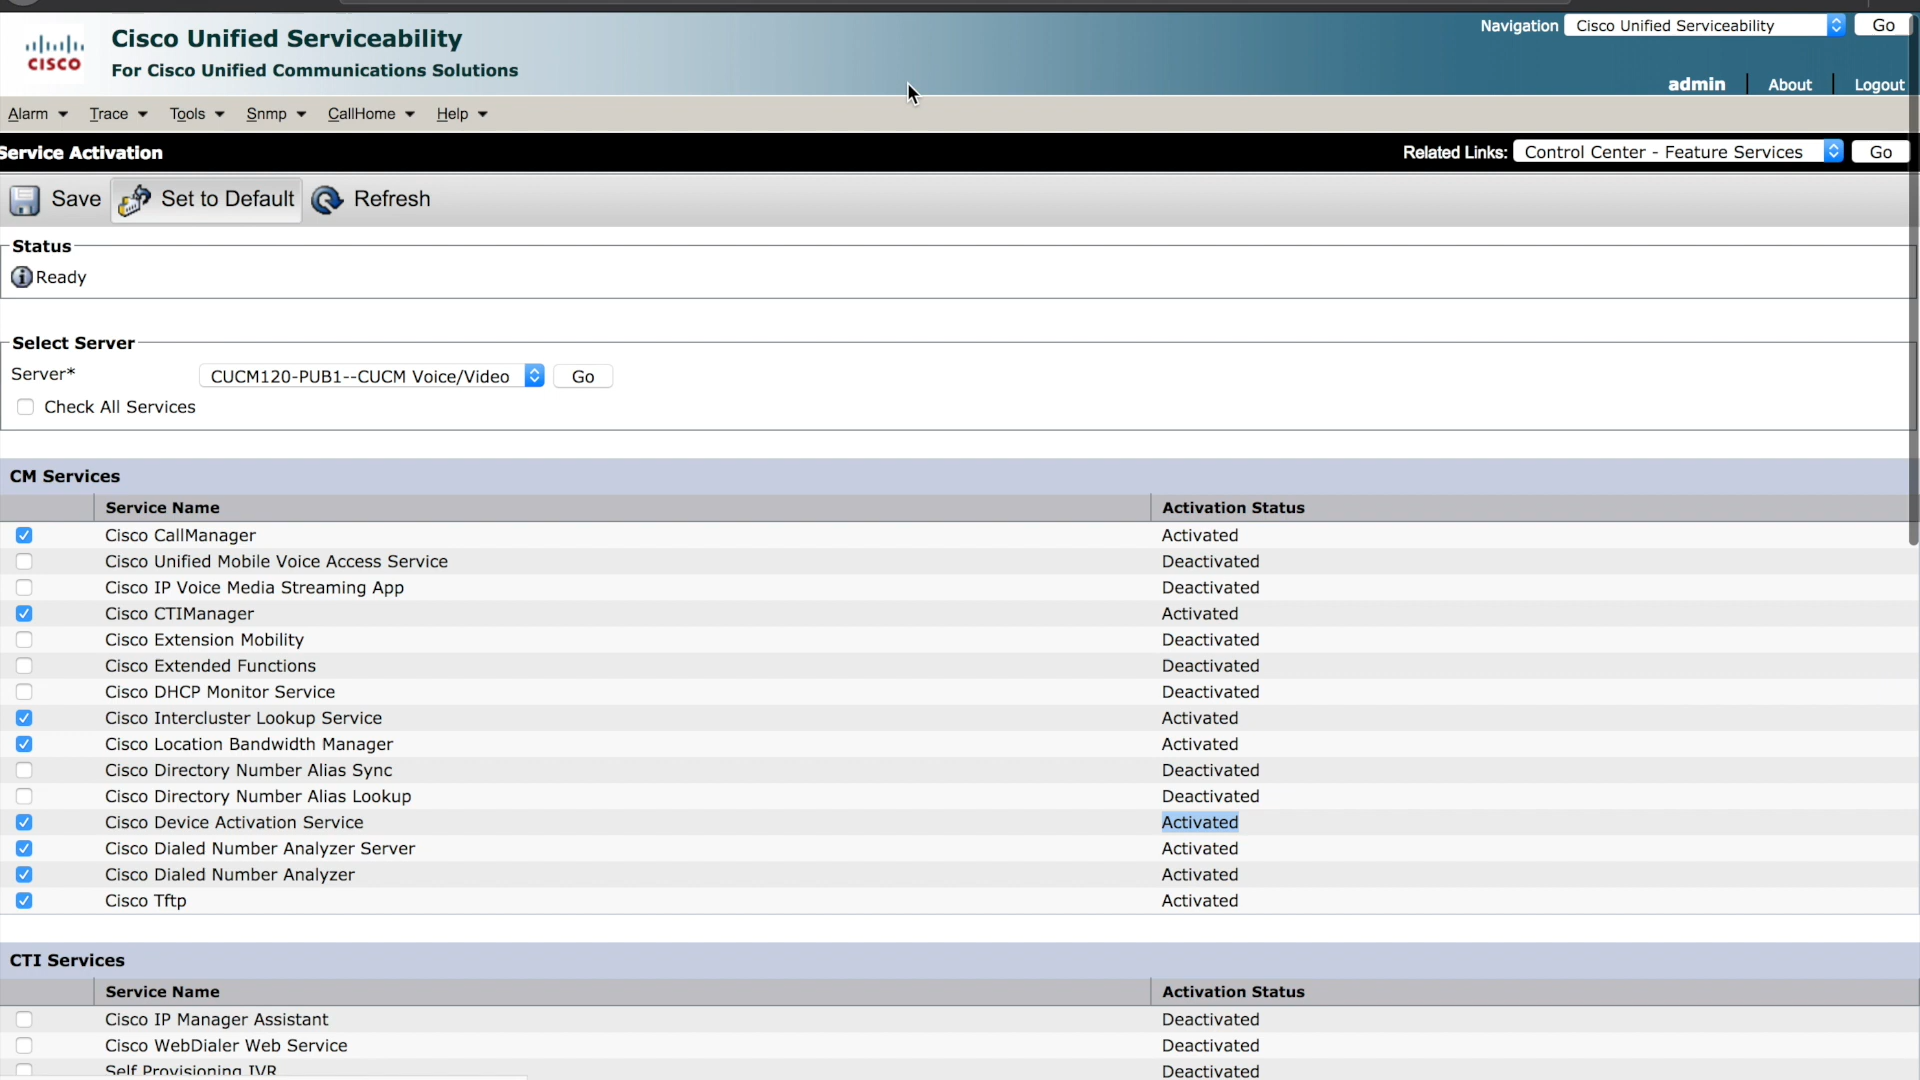 Cisco Unified Serviceability
For Cisco Unified Communications Solutions
CISCO
Navigation Cisco Unified Serviceability Go
admin About Logout
Alarm Trace Tools Snmp CallHome Help
Service Activation
Related Links: Control Center - Feature Services Go
Save Set to Default Refresh
Status
Ready
Select Server
Server* CUCM120-PUB1--CUCM Voice/Video Go
Check All Services
CM Services
Service Name Activation Status
Cisco CallManager Activated
Cisco Unified Mobile Voice Access Service Deactivated
Cisco IP Voice Media Streaming App Deactivated
Cisco CTIManager Activated
Cisco Extension Mobility Deactivated
Cisco Extended Functions Deactivated
Cisco DHCP Monitor Service Deactivated
Cisco Intercluster Lookup Service Activated
Cisco Location Bandwidth Manager Activated
Cisco Directory Number Alias Sync Deactivated
Cisco Directory Number Alias Lookup Deactivated
Cisco Device Activation Service Activated
Cisco Dialed Number Analyzer Server Activated
Cisco Dialed Number Analyzer Activated
Cisco Tftp Activated
CTI Services
Service Name Activation Status
Cisco IP Manager Assistant Deactivated
Cisco WebDialer Web Service Deactivated
Self Provisioning IVR Deactivated